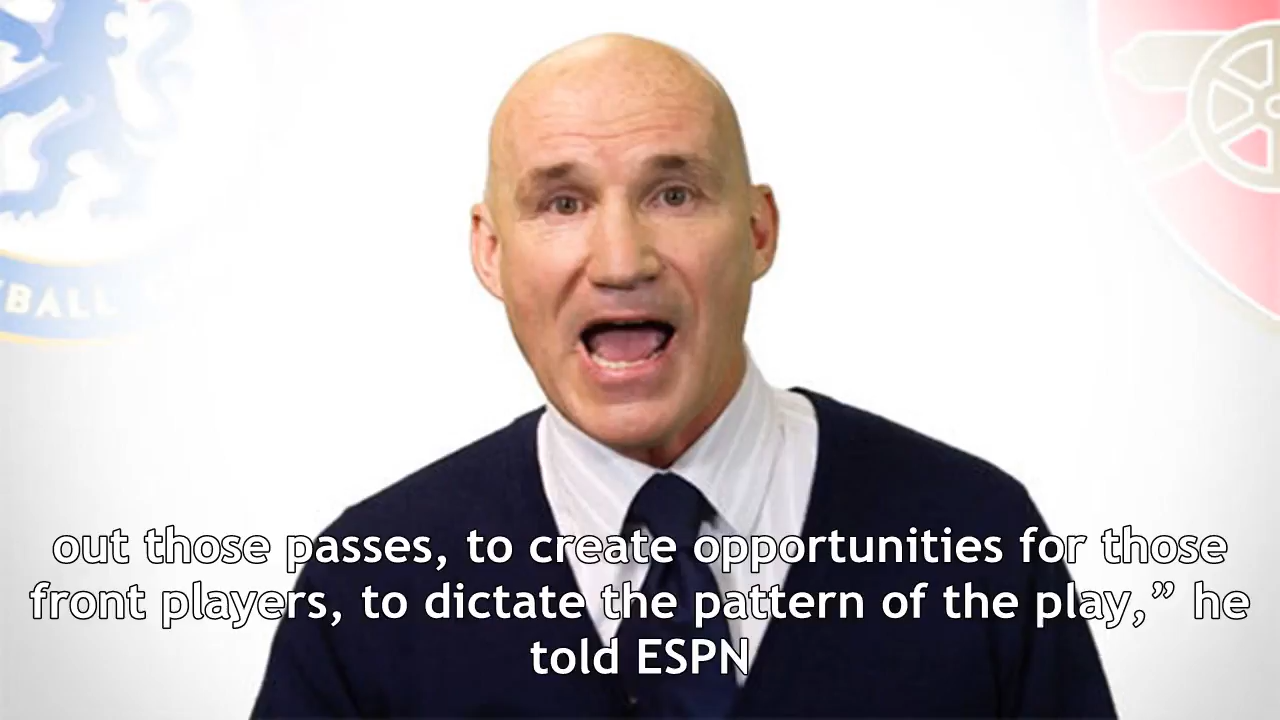 BALL
out those passes, to create opportunities for those
front players, to dictate the pattern of the play,” he
told ESPN